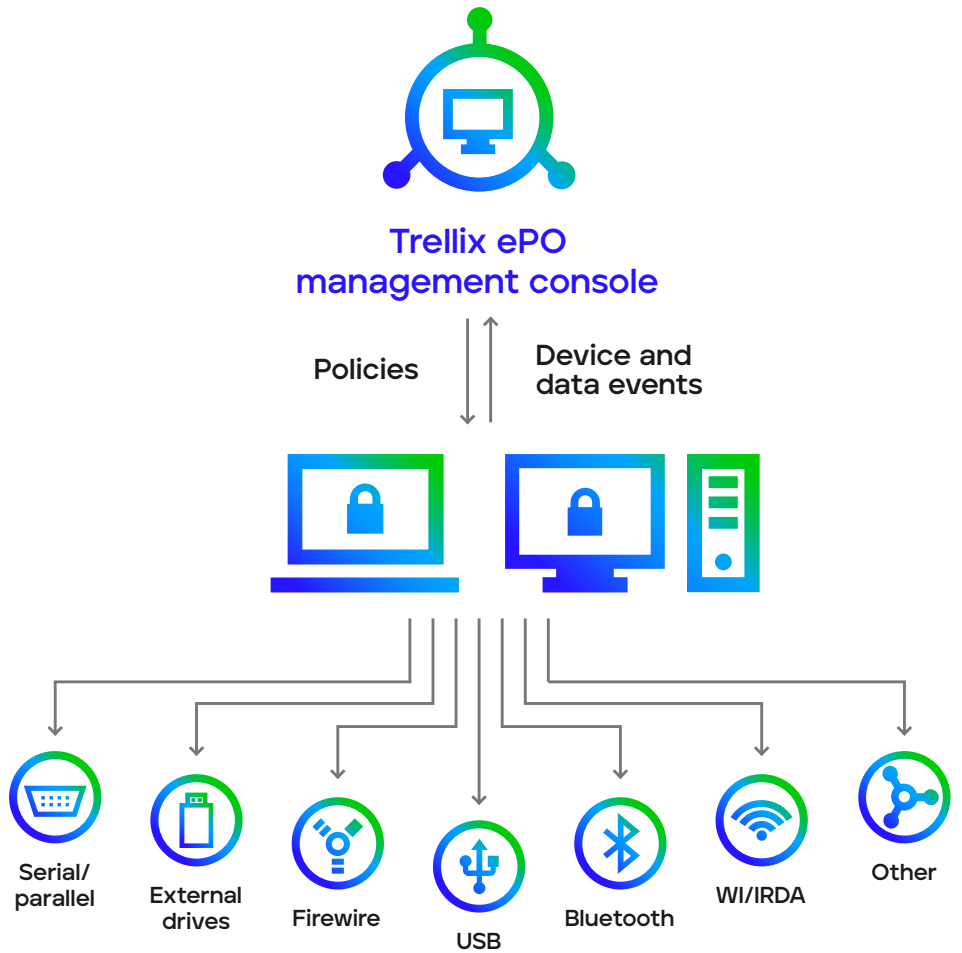 Trellix ePO
management console
Policies
Device and
data events
Serial/
parallel
External
drives
Firewire
USB
Bluetooth
WI/IRDA
Other